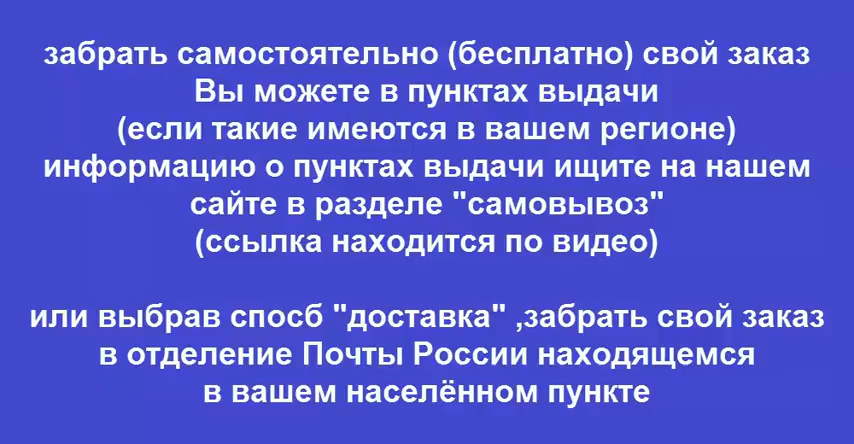 забрать самостоятельно (бесплатно) свой заказ
Вы можете в пунктах выдачи
(если такие имеются в вашем регионе)
информацию о пунктах выдачи ищите на нашем
сайте в разделе "самовывоз"
(ссылка находится по видео)
или выбрав спосб "доставка" ,забрать свой заказ
в отделение Почты России находящемся
в вашем населённом пункте